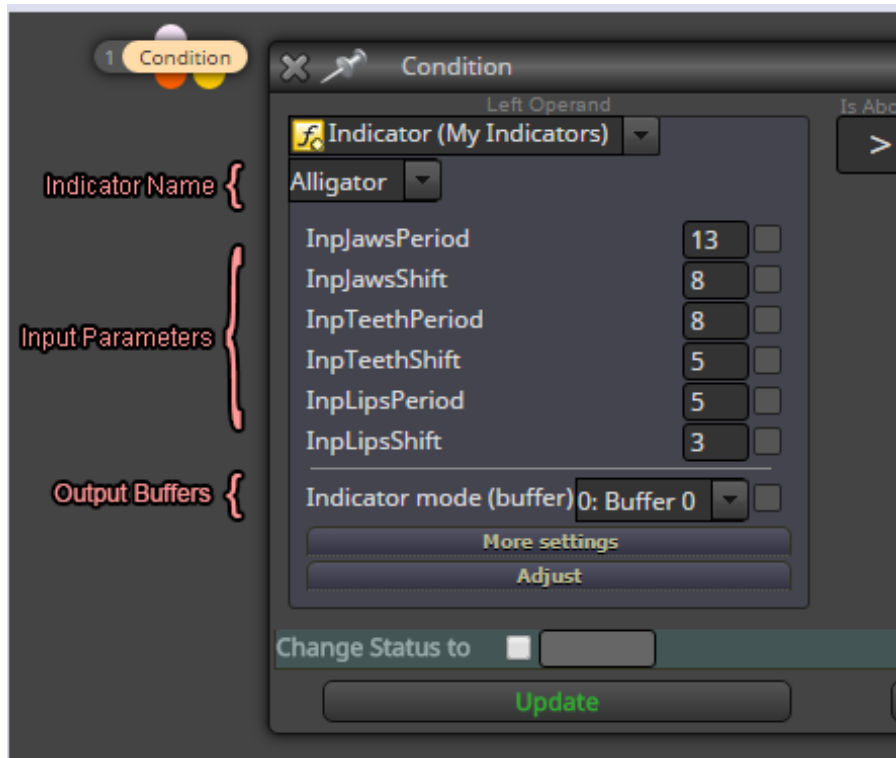 1 Condition
Condition
Left Operand
Is Abo
Indicator (My Indicators)
>
Indicator Name {
Alligator
Input Parameters {
InpJawsPeriod 13
InpJawsShift 8
InpTeethPeriod 8
InpTeethShift 5
InpLipsPeriod 5
InpLipsShift 3
Output Buffers {
Indicator mode (buffer) 0: Buffer 0
More settings
Adjust
Change Status to
Update